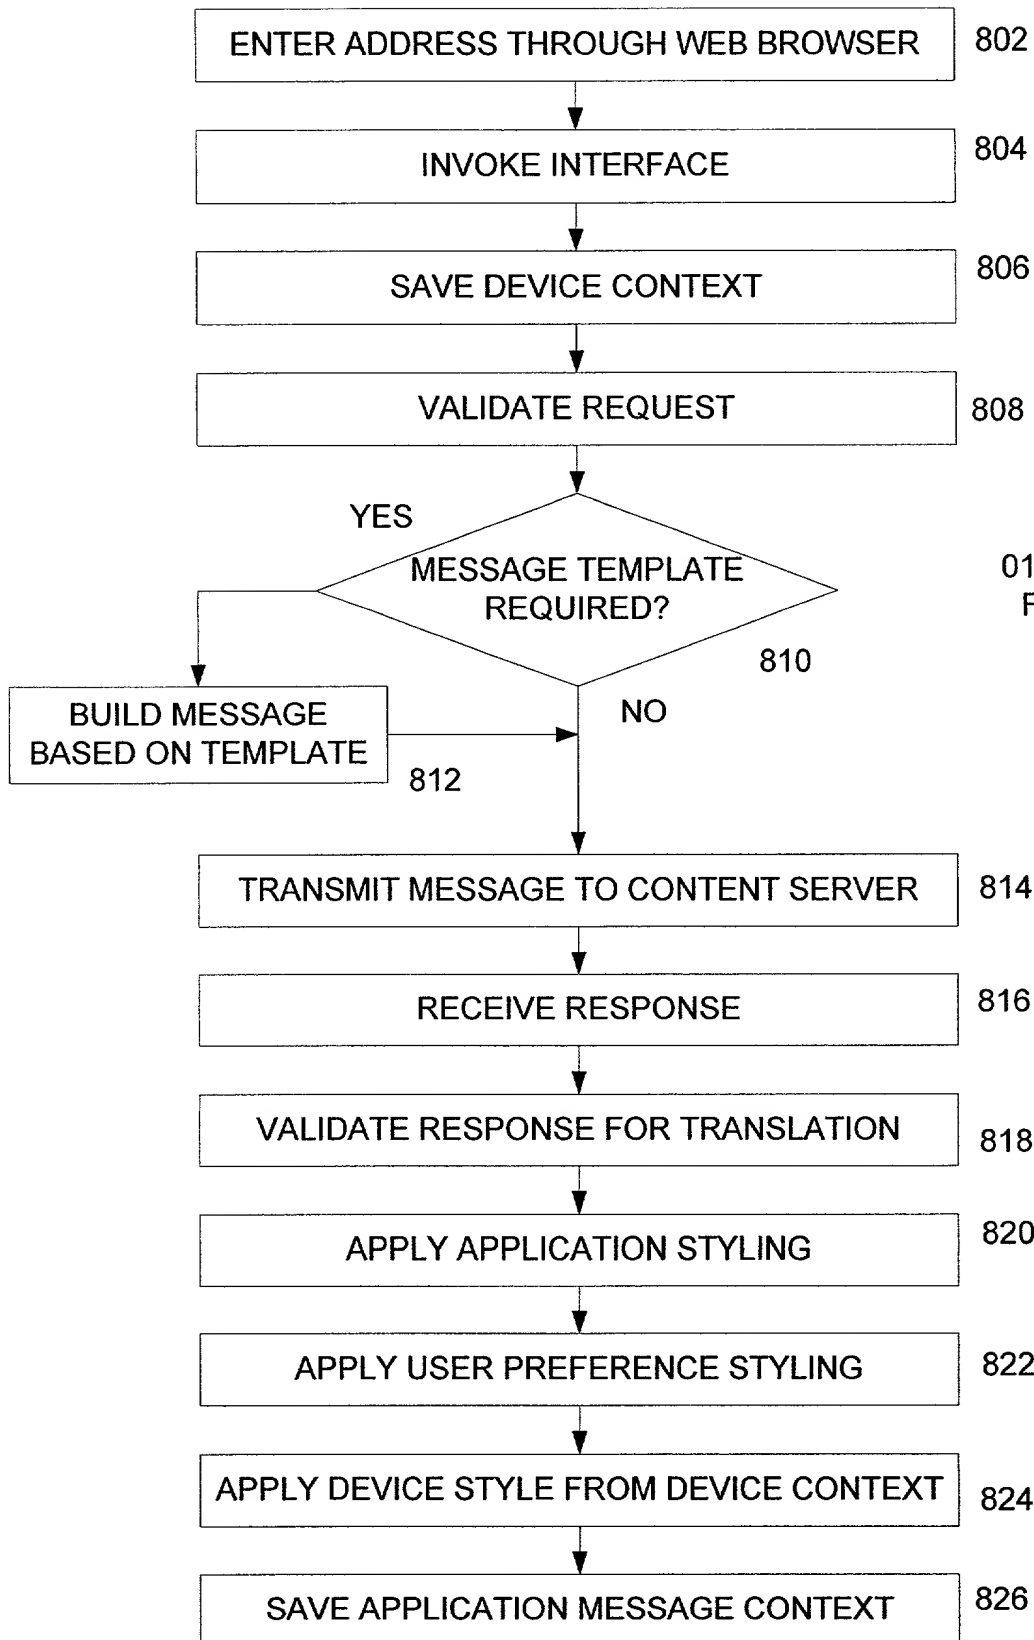 ENTER ADDRESS THROUGH WEB BROWSER 802
INVOKE INTERFACE 804
SAVE DEVICE CONTEXT 806
VALIDATE REQUEST 808
YES
MESSAGE TEMPLATE
REQUIRED?
01
810
NO
BUILD MESSAGE
BASED ON TEMPLATE
812
TRANSMIT MESSAGE TO CONTENT SERVER 814
RECEIVE RESPONSE 816
VALIDATE RESPONSE FOR TRANSLATION 818
APPLY APPLICATION STYLING 820
APPLY USER PREFERENCE STYLING 822
APPLY DEVICE STYLE FROM DEVICE CONTEXT 824
SAVE APPLICATION MESSAGE CONTEXT 826